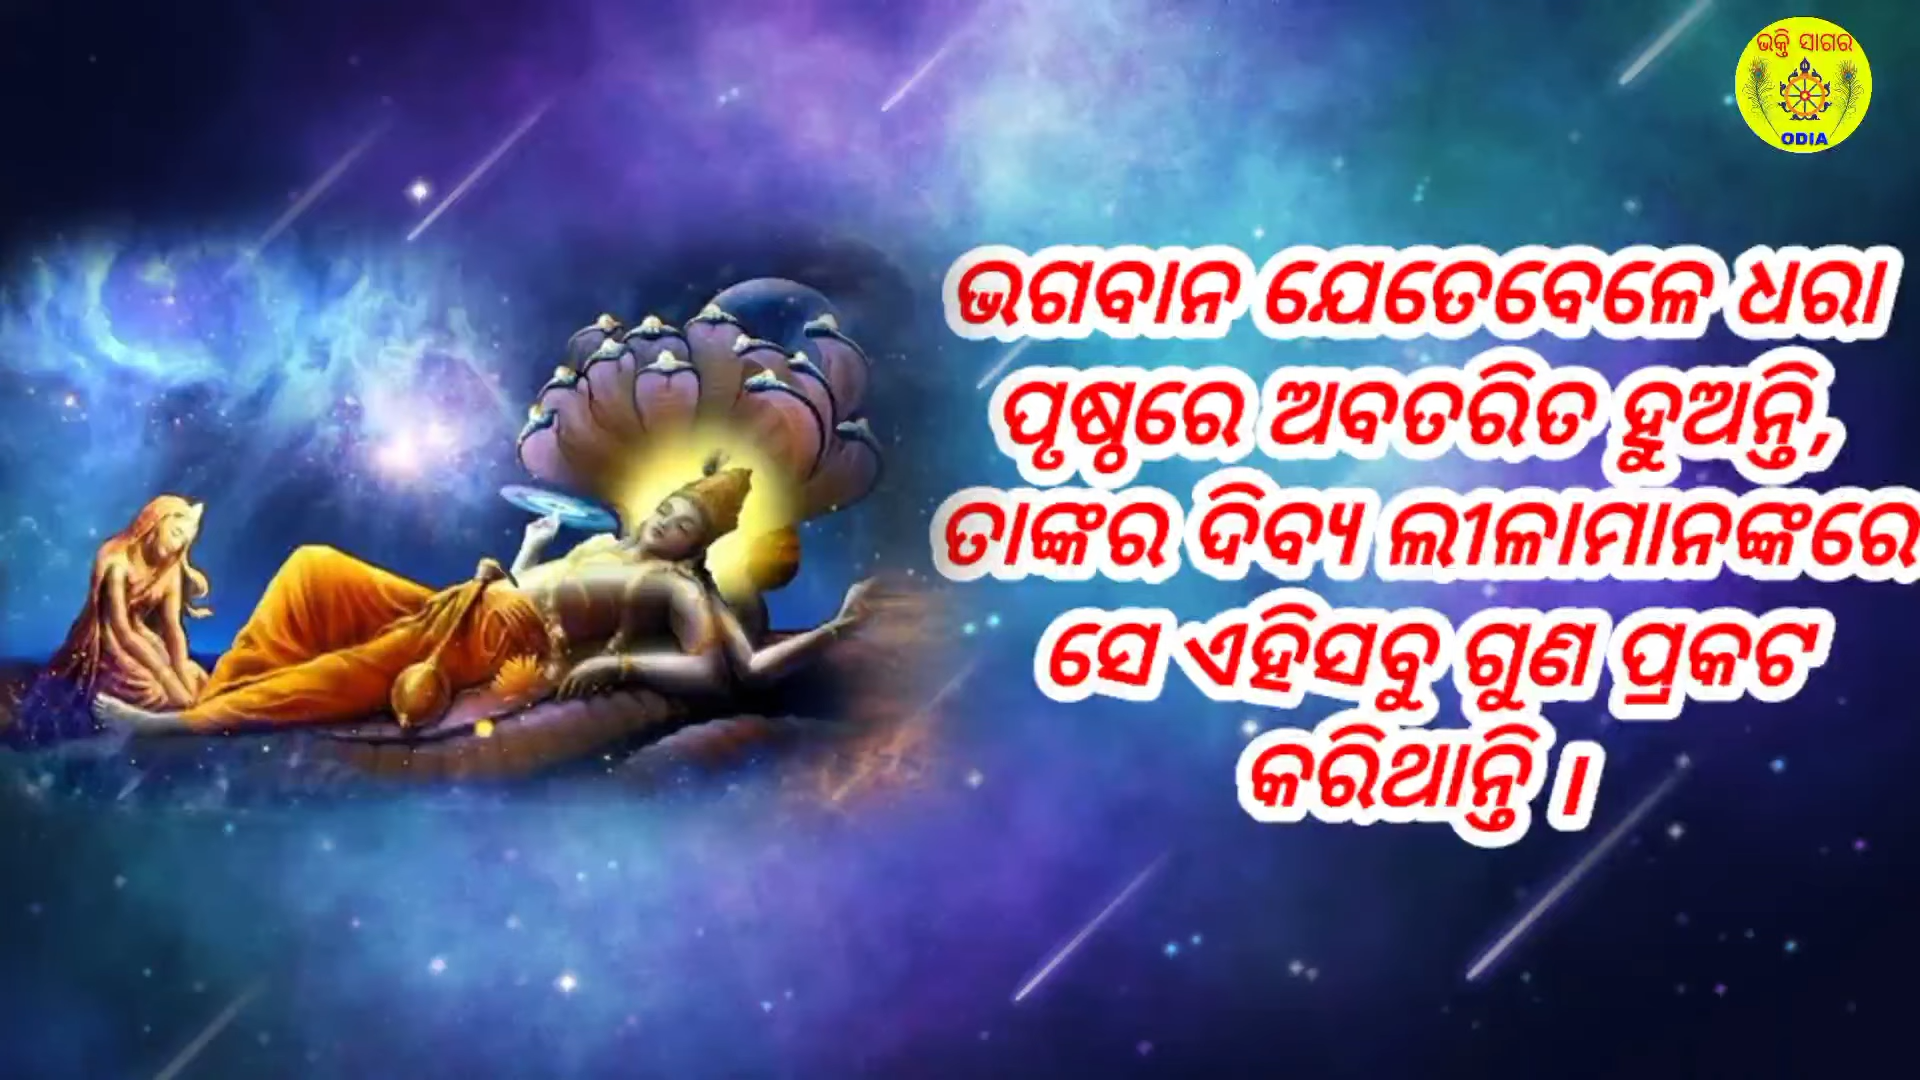 ଭକ୍ତି ସାଗର
ODIA
ଭଗବାନ ଯେତେବେଳେ ଧରା
ପୃଷ୍ଠରେ ଅବତରିତ ହୁଅନ୍ତି,
ତାଙ୍କର ଦିବ୍ୟ ଲୀଳାମାନଙ୍କରେ
ସେ ଏହିସବୁ ଗୁଣ ପ୍ରକଟ
କରିଥାନ୍ତି ।